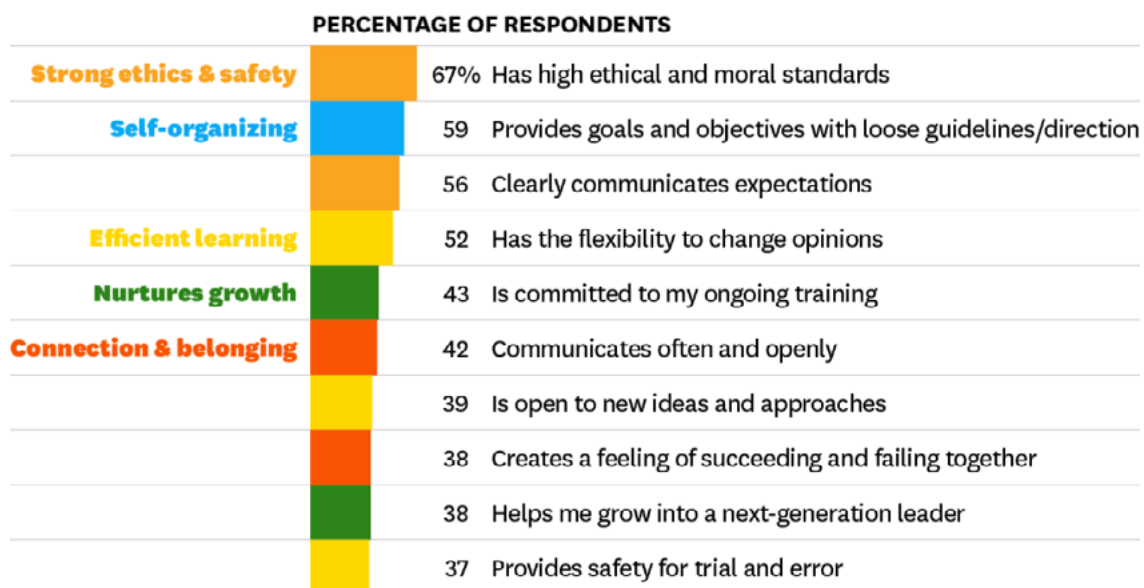 PERCENTAGE OF RESPONDENTS
Strong ethics & safety 67% Has high ethical and moral standards
Self-organizing 59 Provides goals and objectives with loose guidelines/direction
56 Clearly communicates expectations
Efficient learning 52 Has the flexibility to change opinions
Nurtures growth 43 Is committed to my ongoing training
Connection & belonging 42 Communicates often and openly
39 Is open to new ideas and approaches
38 Creates a feeling of succeeding and failing together
38 Helps me grow into a next-generation leader
37 Provides safety for trial and error